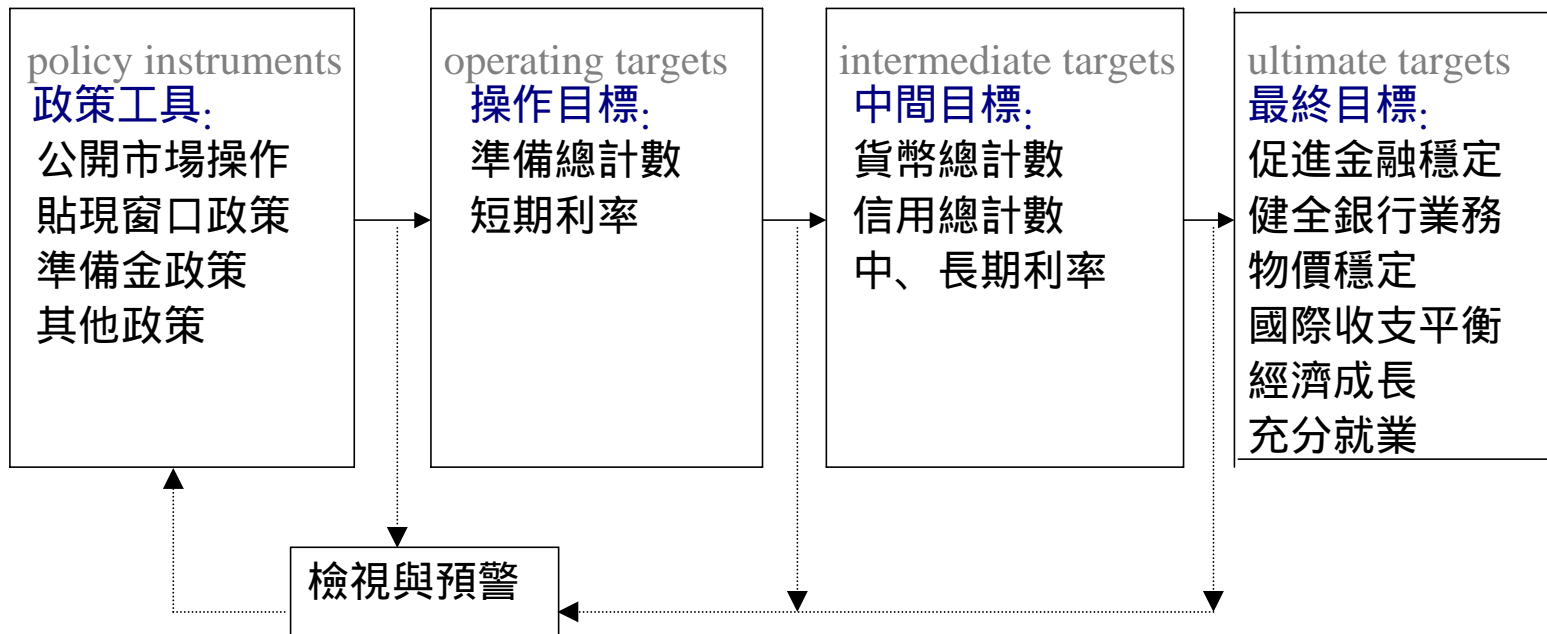 policy instruments
政策工具:
公開市場操作
貼現窗口政策
準備金政策
其他政策
operating targets
操作目標:
準備總計數
短期利率
intermediate targets
中間目標:
貨幣總計數
信用總計數
中、長期利率
ultimate targets
最終目標:
促進金融穩定
健全銀行業務
物價穩定
國際收支平衡
經濟成長
充分就業
檢視與預警